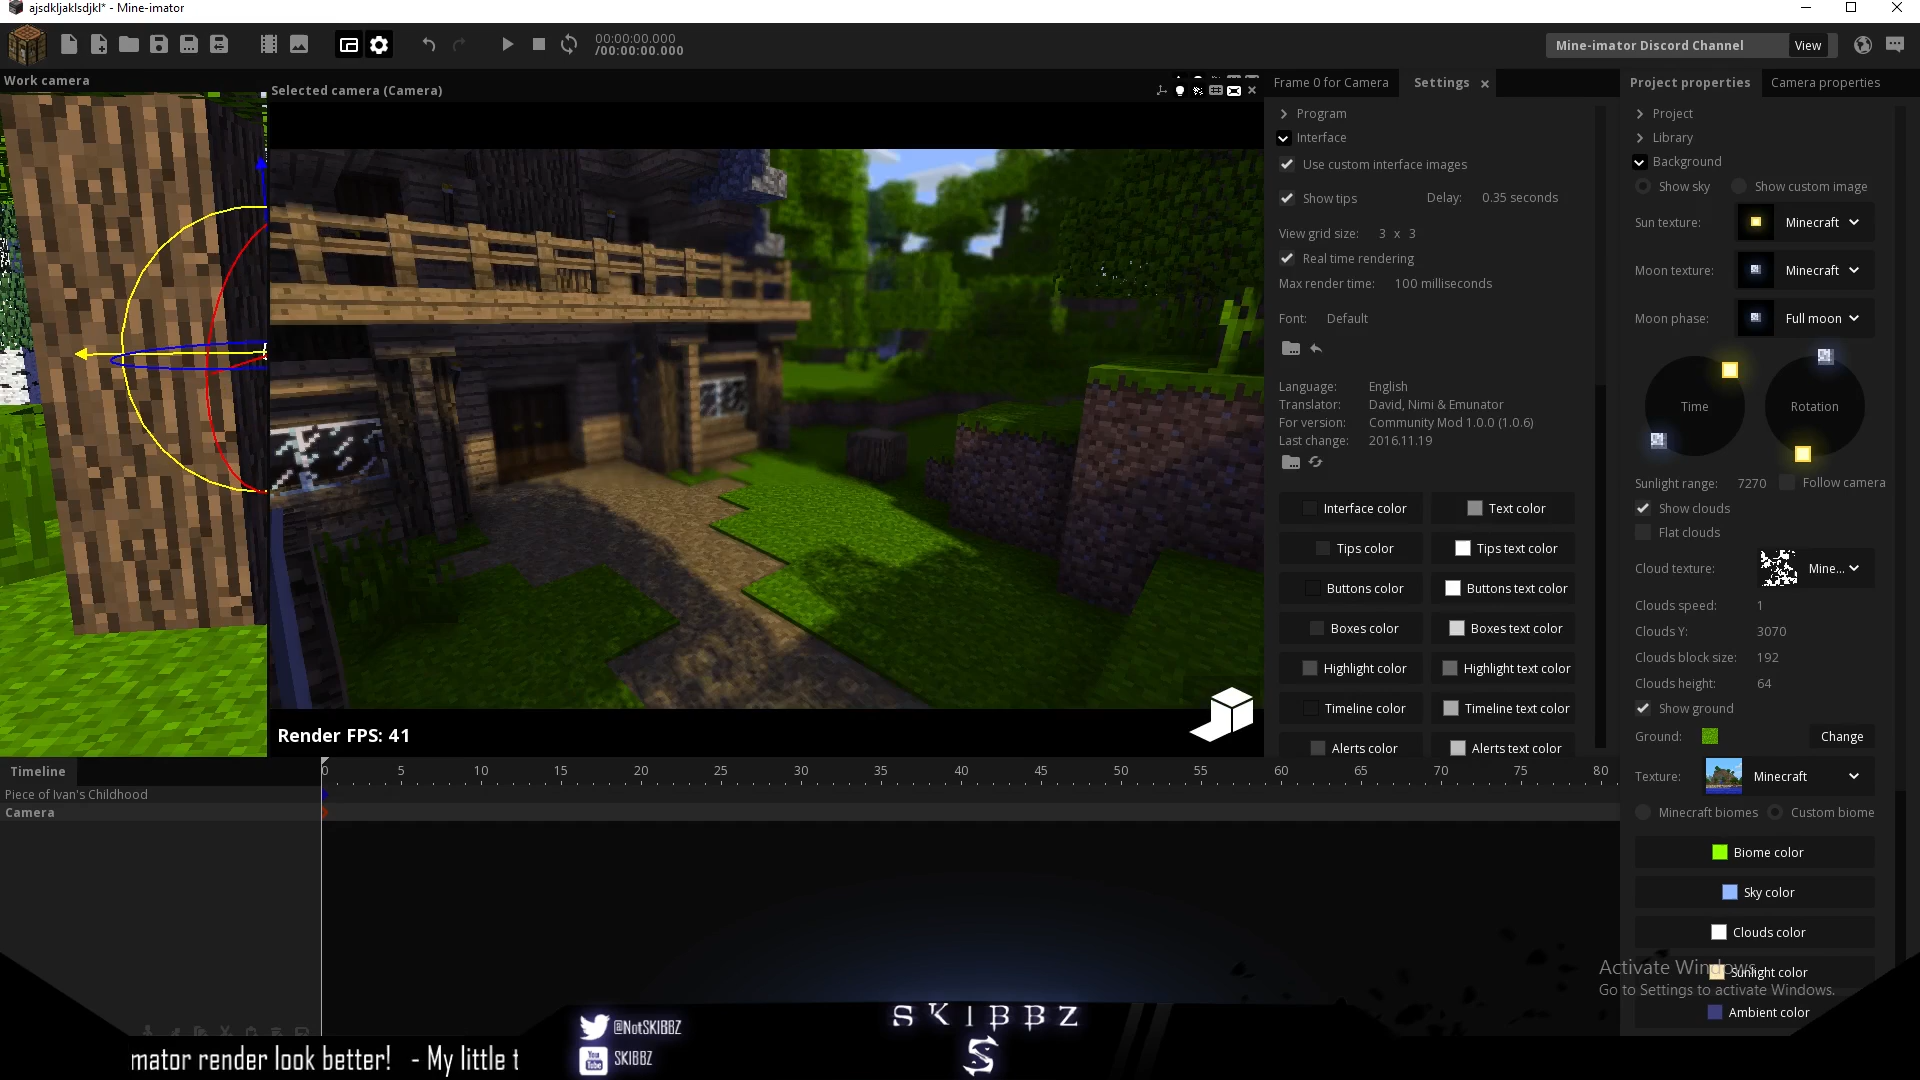 ajsdkljaklsdjkl* - Mine-imator
00:00:00.000
/00:00:00.000
Mine-imator Discord Channel
View
Work camera
Selected camera (Camera)
Render FPS: 41
Frame 0 for Camera
Settings
Program
Interface
Use custom interface images
Show tips
Delay: 0.35 seconds
View grid size: 3 x 3
Real time rendering
Max render time: 100 milliseconds
Font: Default
Language: English
Translator: David, Nimi & Emunator
For version: Community Mod 1.0.0 (1.0.6)
Last change: 2016.11.19
Interface color
Text color
Tips color
Tips text color
Buttons color
Buttons text color
Boxes color
Boxes text color
Highlight color
Highlight text color
Timeline color
Timeline text color
Alerts color
Alerts text color
Project properties
Camera properties
Project
Library
Background
Show sky
Show custom image
Sun texture: Minecraft
Moon texture: Minecraft
Moon phase: Full moon
Time
Rotation
Sunlight range: 7270
Follow camera
Show clouds
Flat clouds
Cloud texture: Mine...
Clouds speed: 1
Clouds Y: 3070
Clouds block size: 192
Clouds height: 64
Show ground
Ground:
Change
Texture: Minecraft
Minecraft biomes
Custom biome
Biome color
Sky color
Clouds color
Sunlight color
Ambient color
Activate Windows
Go to Settings to activate Windows.
Timeline
0 5 10 15 20 25 30 35 40 45 50 55 60 65 70 75 80
Piece of Ivan's Childhood
Camera
mator render look better! - My little t
@NotSKIBBZ
You Tube
SKIBBZ
SKIBBZ
S